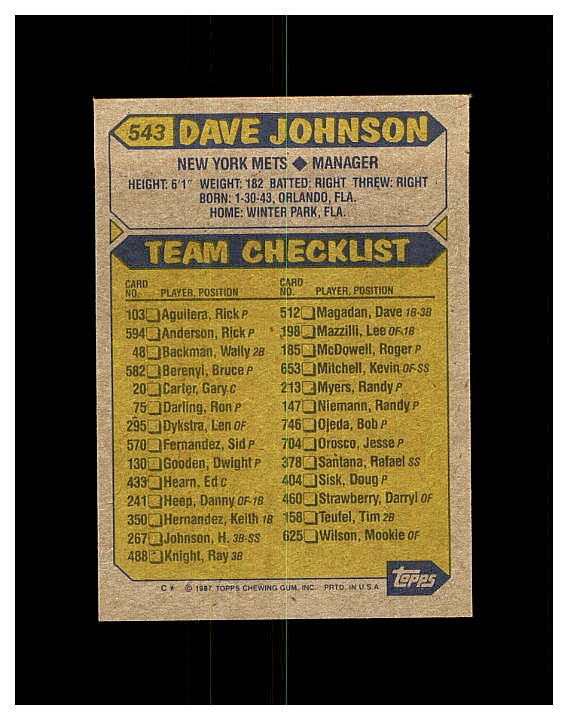 543 DAVE JOHNSON
NEW YORK METS ◆ MANAGER
HEIGHT: 6'1" WEIGHT: 182 BATTED: RIGHT THREW: RIGHT
BORN: 1-30-43, ORLANDO, FLA.
HOME: WINTER PARK, FLA.
TEAM CHECKLIST
CARD NO. PLAYER, POSITION
103 Aguilera, Rick P
594 Anderson, Rick P
48 Backman, Wally 2B
582 Berenyi, Bruce P
20 Carter, Gary C
75 Darling, Ron P
295 Dykstra, Len OF
570 Fernandez, Sid P
130 Gooden, Dwight P
433 Hearn, Ed C
241 Heep, Danny OF-1B
350 Hernandez, Keith 1B
267 Johnson, H. 3B-SS
488 Knight, Ray 3B
CARD NO. PLAYER, POSITION
512 Magadan, Dave 1B-3B
198 Mazzilli, Lee OF-1B
185 McDowell, Roger P
653 Mitchell, Kevin OF-SS
213 Myers, Randy P
147 Niemann, Randy P
746 Ojeda, Bob P
704 Orosco, Jesse P
378 Santana, Rafael SS
404 Sisk, Doug P
460 Strawberry, Darryl OF
158 Teufel, Tim 2B
625 Wilson, Mookie OF
C * © 1987 TOPPS CHEWING GUM, INC. PRTD. IN U.S.A.
topps